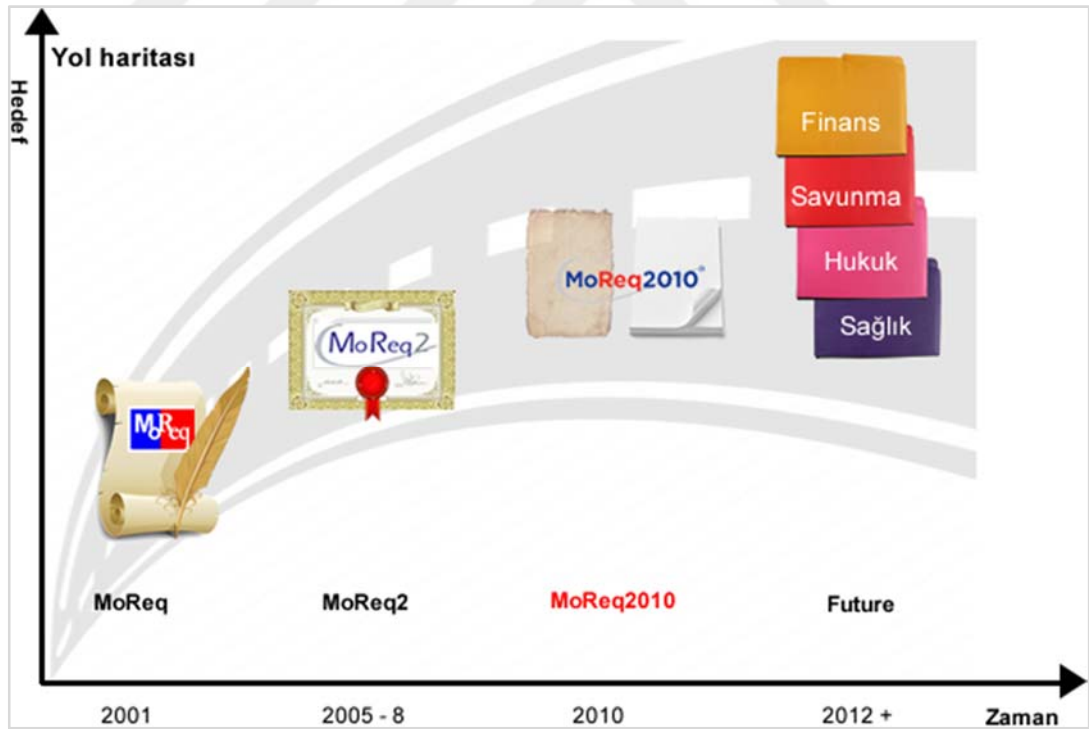 Yol haritası
Hedef
Finans
Savunma
Hukuk
Sağlık
MoReq2010®
MoReq2
MoReq
MoReq
MoReq2
MoReq2010
Future
2001
2005 - 8
2010
2012 +
Zaman